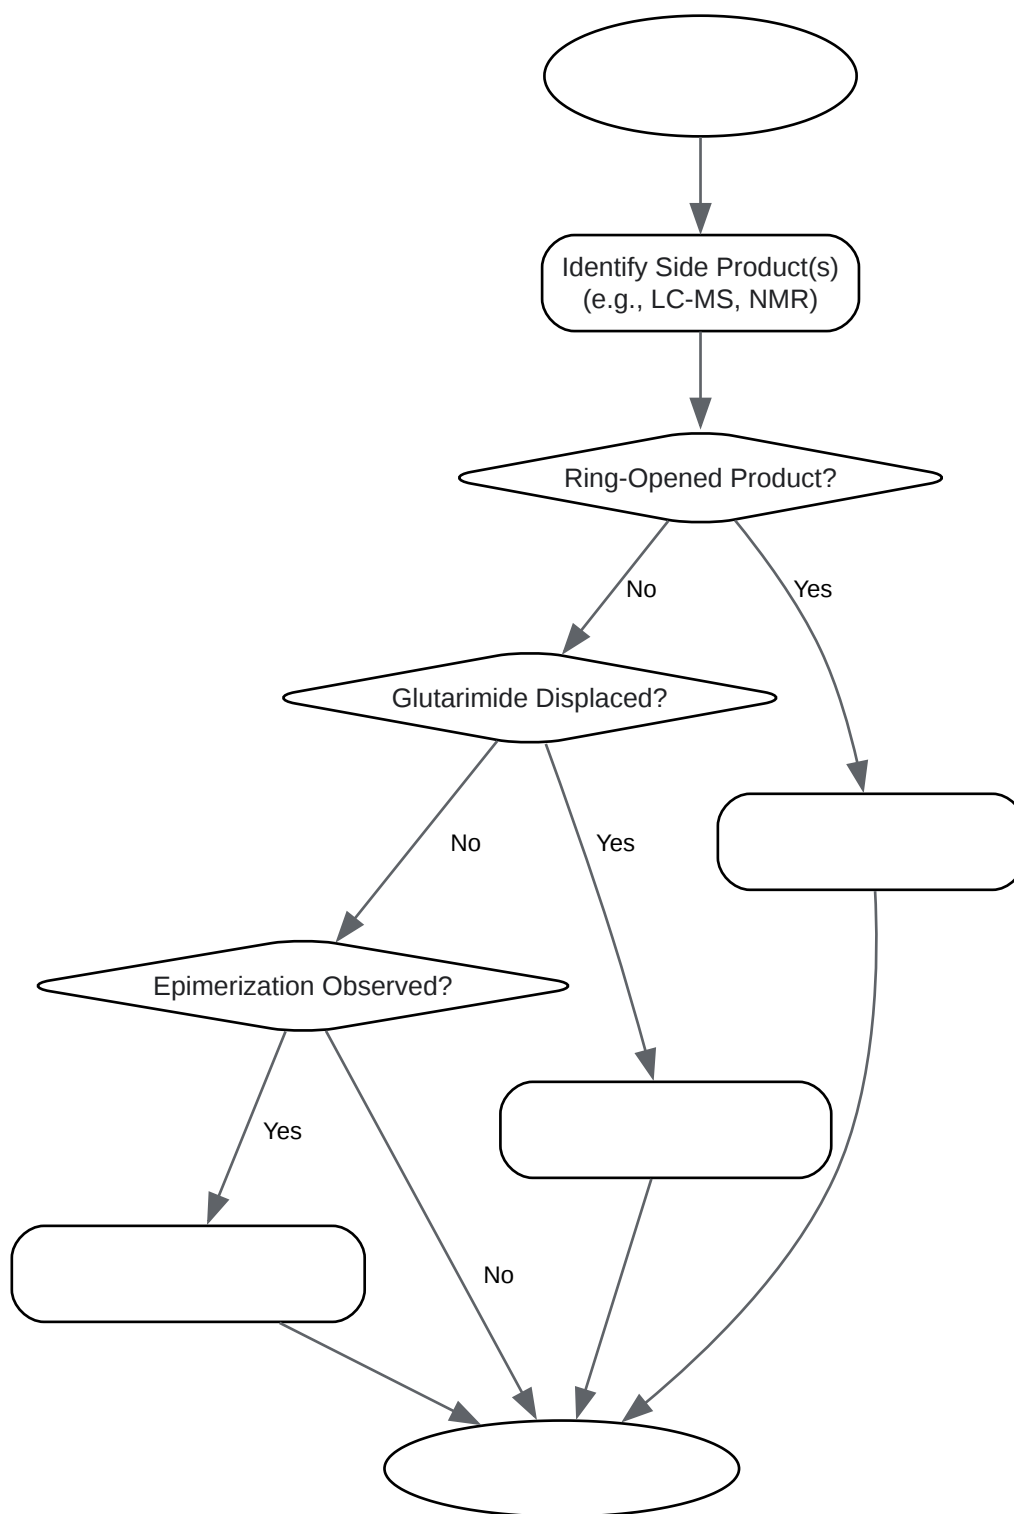 Identify Side Product(s)
(e.g., LC-MS, NMR)
Ring-Opened Product?
No
Yes
Glutarimide Displaced?
No
Yes
Epimerization Observed?
Yes
No